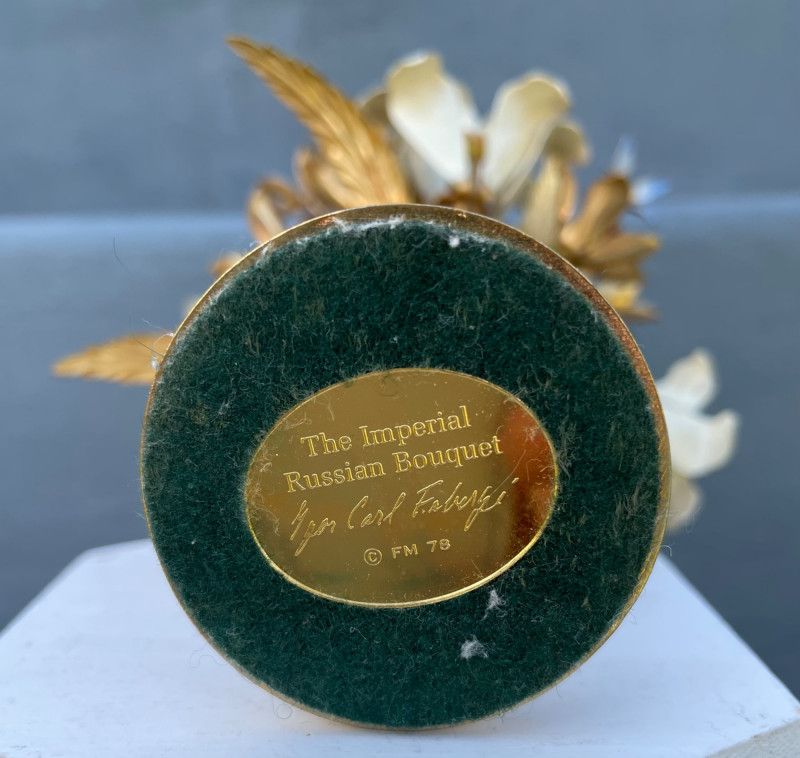 The Imperial
Russian Bouquet
Igor Carl Fabergé
© FM 78